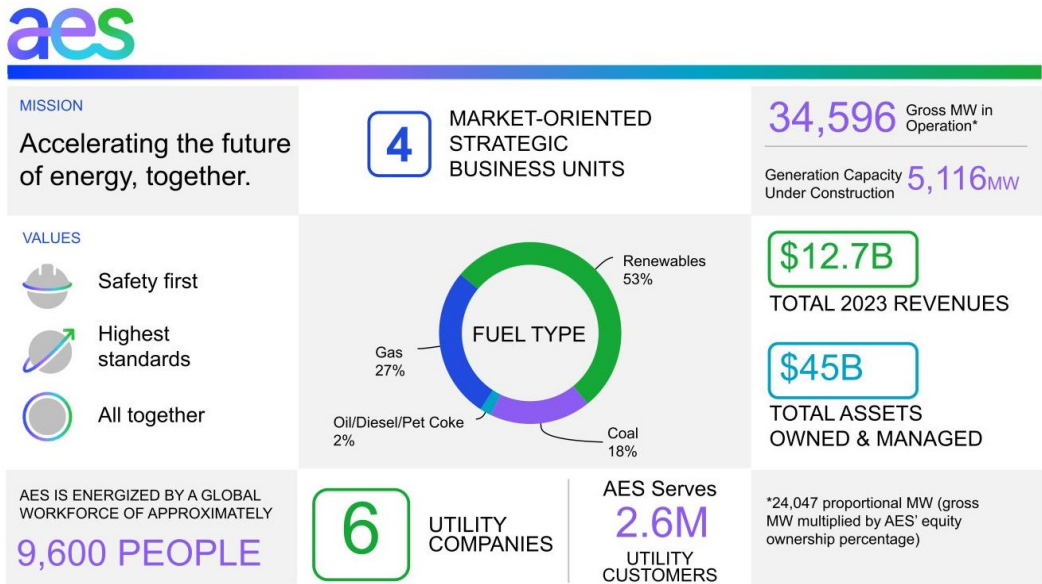 aes
MISSION
Accelerating the future
of energy, together.
4
MARKET-ORIENTED
STRATEGIC
BUSINESS UNITS
34,596 Gross MW in
Operation*
Generation Capacity
Under Construction 5,116MW
VALUES
Safety first
Highest
standards
All together
FUEL TYPE
Renewables
53%
Gas
27%
Oil/Diesel/Pet Coke
2%
Coal
18%
$12.7B
TOTAL 2023 REVENUES
$45B
TOTAL ASSETS
OWNED & MANAGED
AES IS ENERGIZED BY A GLOBAL
WORKFORCE OF APPROXIMATELY
9,600 PEOPLE
6
UTILITY
COMPANIES
AES Serves
2.6M
UTILITY
CUSTOMERS
*24,047 proportional MW (gross
MW multiplied by AES’ equity
ownership percentage)